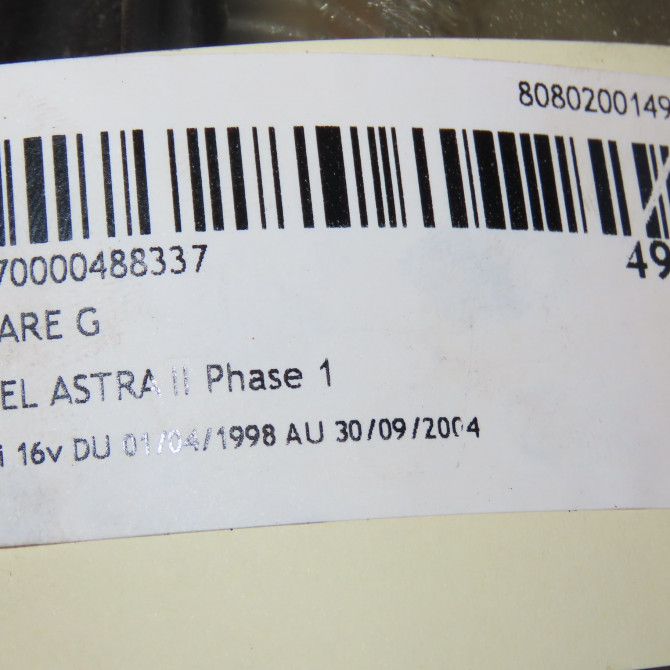 8080200149
70000488337
49
ARE G
EL ASTRA II Phase 1
i 16v DU 01/04/1998 AU 30/09/2004